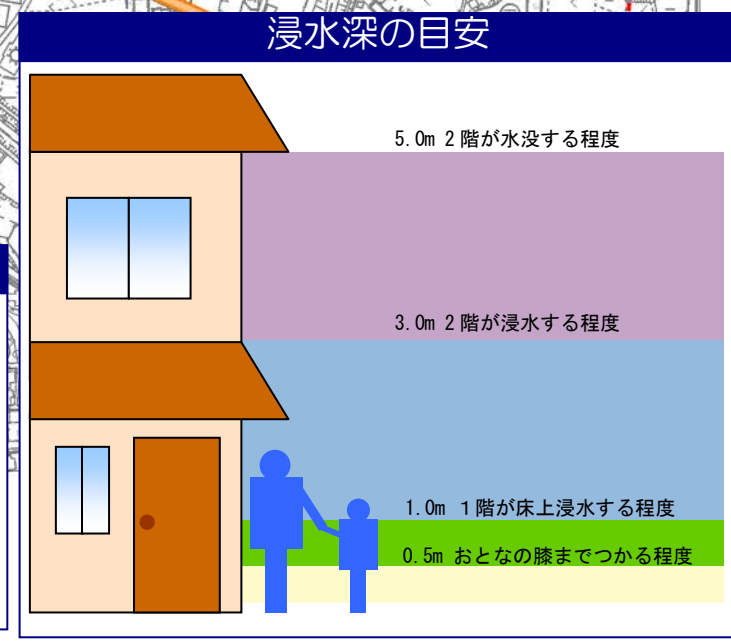 浸水深の目安
5.0m 2階が水没する程度
3.0m 2階が浸水する程度
1.0m １階が床上浸水する程度
0.5m おとなの膝までつかる程度